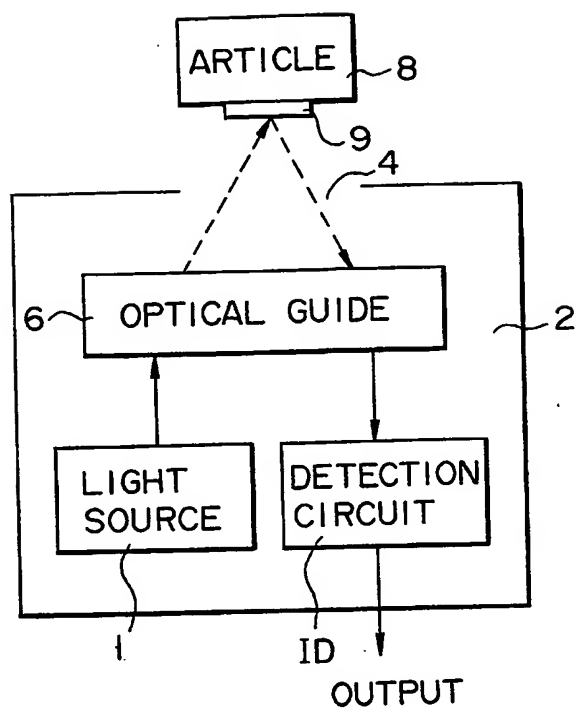 ARTICLE
8
9
4
6
OPTICAL GUIDE
2
LIGHT
SOURCE
DETECTION
CIRCUIT
1
ID
OUTPUT